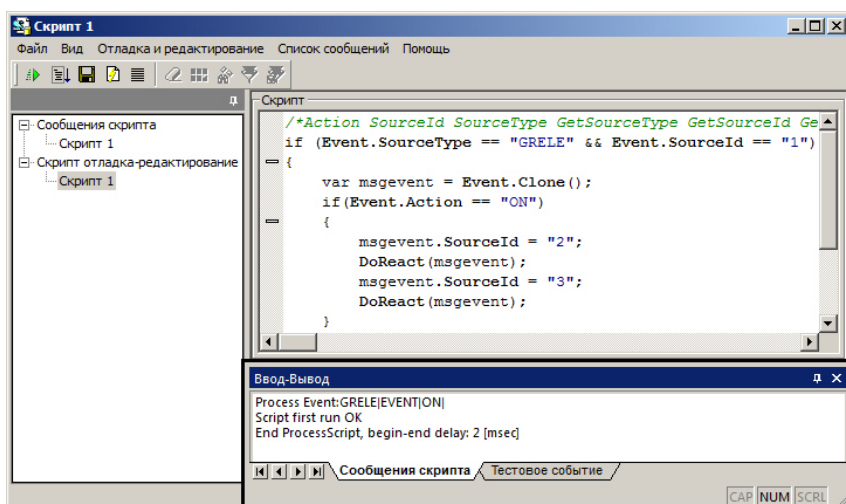 Скрипт 1
Файл Вид Отладка и редактирование Список сообщений Помощь
Сообщения скрипта
Скрипт 1
Скрипт отладка-редактирование
Скрипт 1
Скрипт
/*Action SourceId SourceType GetSourceType GetSourceId Ge
if (Event.SourceType == "GRELE" && Event.SourceId == "1")
{
var msgevent = Event.Clone();
if(Event.Action == "ON")
{
msgevent.SourceId = "2";
DoReact(msgevent);
msgevent.SourceId = "3";
DoReact(msgevent);
}
Ввод-Вывод
Process Event:GRELE|EVENT|ON|
Script first run OK
End ProcessScript, begin-end delay: 2 [msec]
Сообщения скрипта Тестовое событие
CAP NUM SCRL